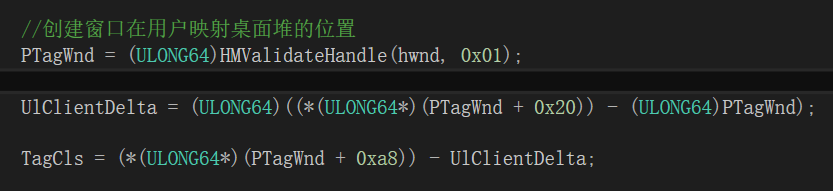 //创建窗口在用户映射桌面堆的位置
PTagWnd = (ULONG64)HMValidateHandle(hwnd, 0x01);
UlClientDelta = (ULONG64)((*(ULONG64*)(PTagWnd + 0x20)) - (ULONG64)PTagWnd);
TagCls = (*(ULONG64*)(PTagWnd + 0xa8)) - UlClientDelta;